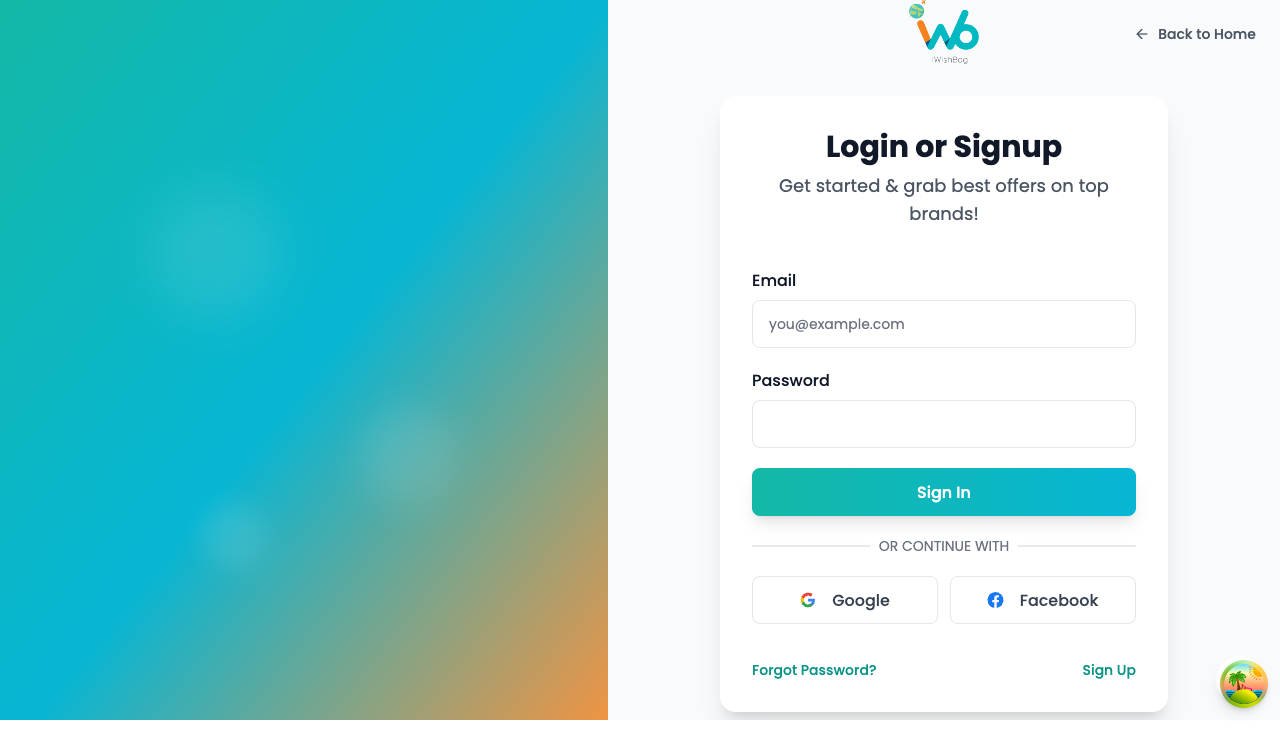 iWishBag
Back to Home
Login or Signup
Get started & grab best offers on top
brands!
Email
you@example.com
Password
Sign In
OR CONTINUE WITH
Google
Facebook
Forgot Password?
Sign Up